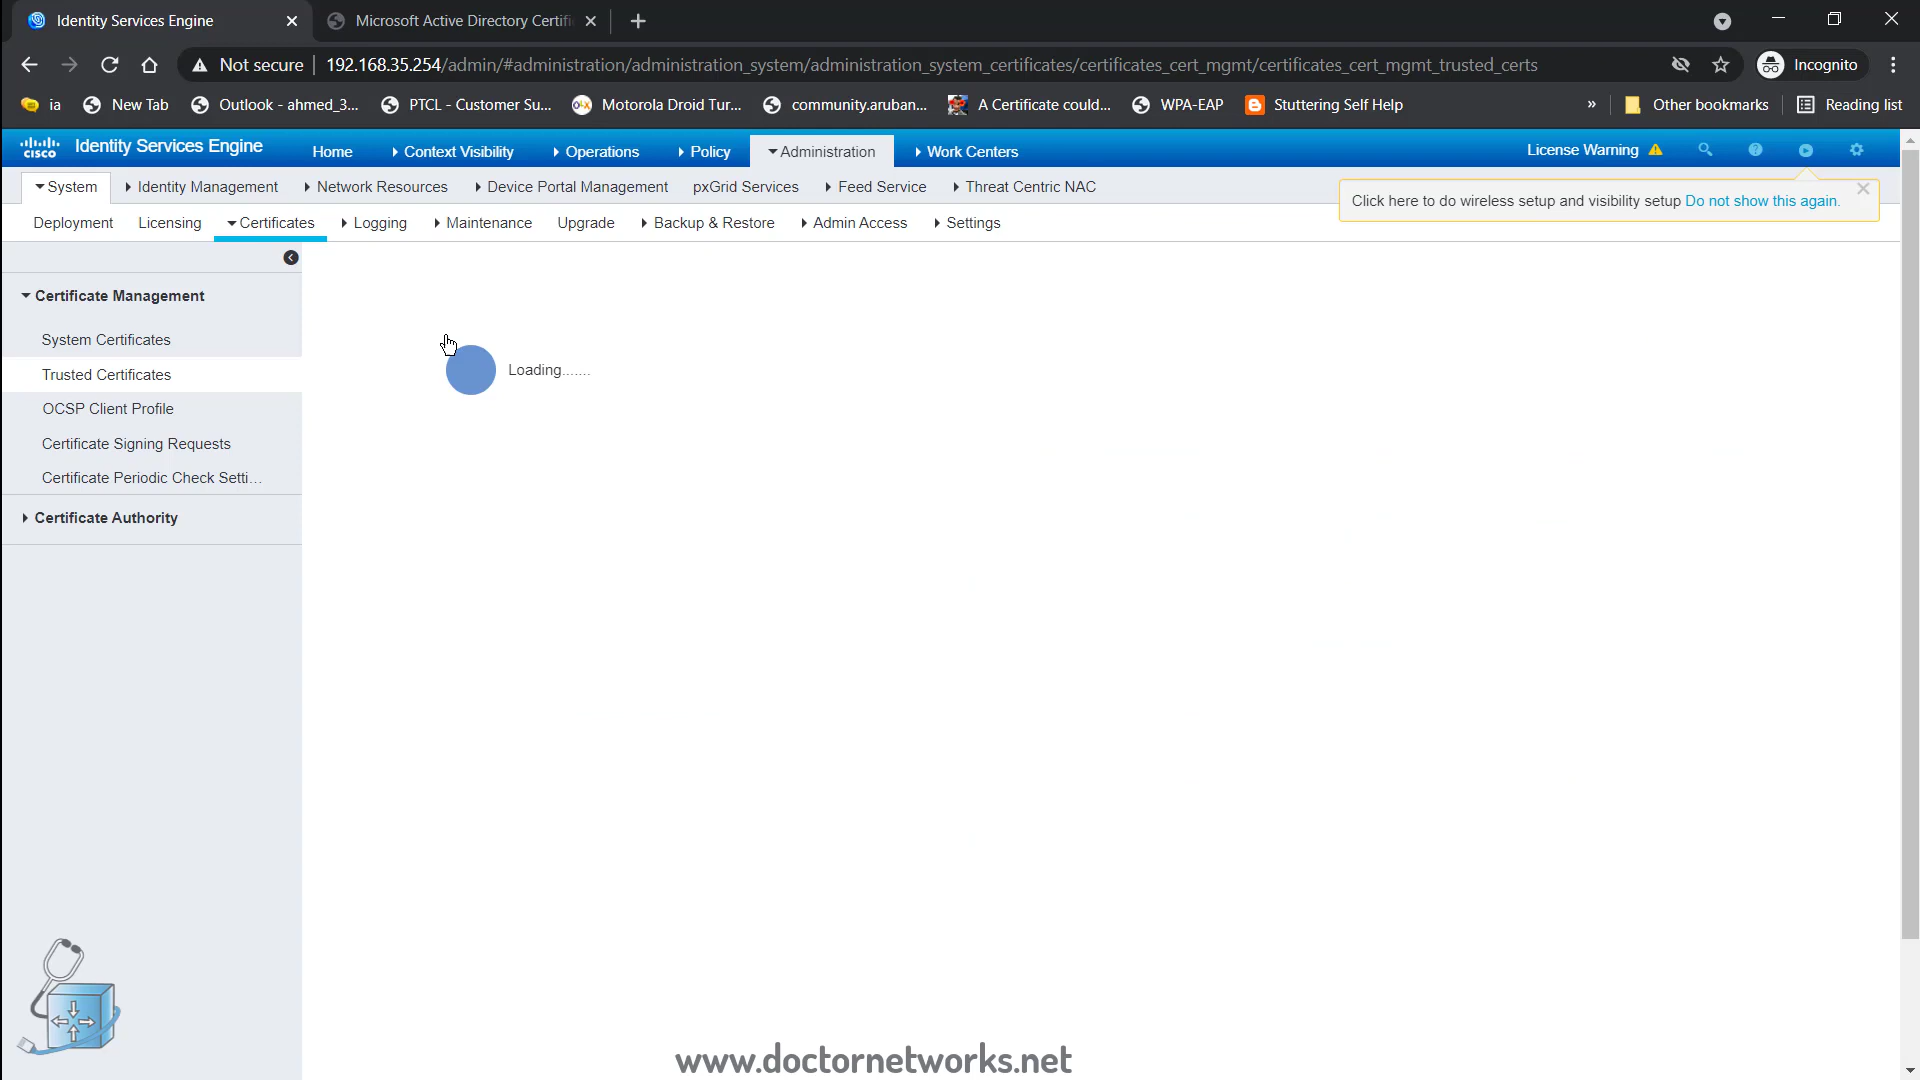 Identity Services Engine
Microsoft Active Directory Certifi
Not secure
192.168.35.254/admin/#administration/administration_system/administration_system_certificates/certificates_cert_mgmt/certificates_cert_mgmt_trusted_certs
Incognito
ia
New Tab
Outlook - ahmed_3...
PTCL - Customer Su...
OLX
Motorola Droid Tur...
community.aruban...
A Certificate could...
WPA-EAP
Stuttering Self Help
»
Other bookmarks
Reading list
CISCO
Identity Services Engine
Home
Context Visibility
Operations
Policy
Administration
Work Centers
License Warning
System
Identity Management
Network Resources
Device Portal Management
pxGrid Services
Feed Service
Threat Centric NAC
Click here to do wireless setup and visibility setup Do not show this again.
Deployment
Licensing
Certificates
Logging
Maintenance
Upgrade
Backup & Restore
Admin Access
Settings
Certificate Management
System Certificates
Trusted Certificates
OCSP Client Profile
Certificate Signing Requests
Certificate Periodic Check Setti...
Certificate Authority
Loading.......
www.doctornetworks.net